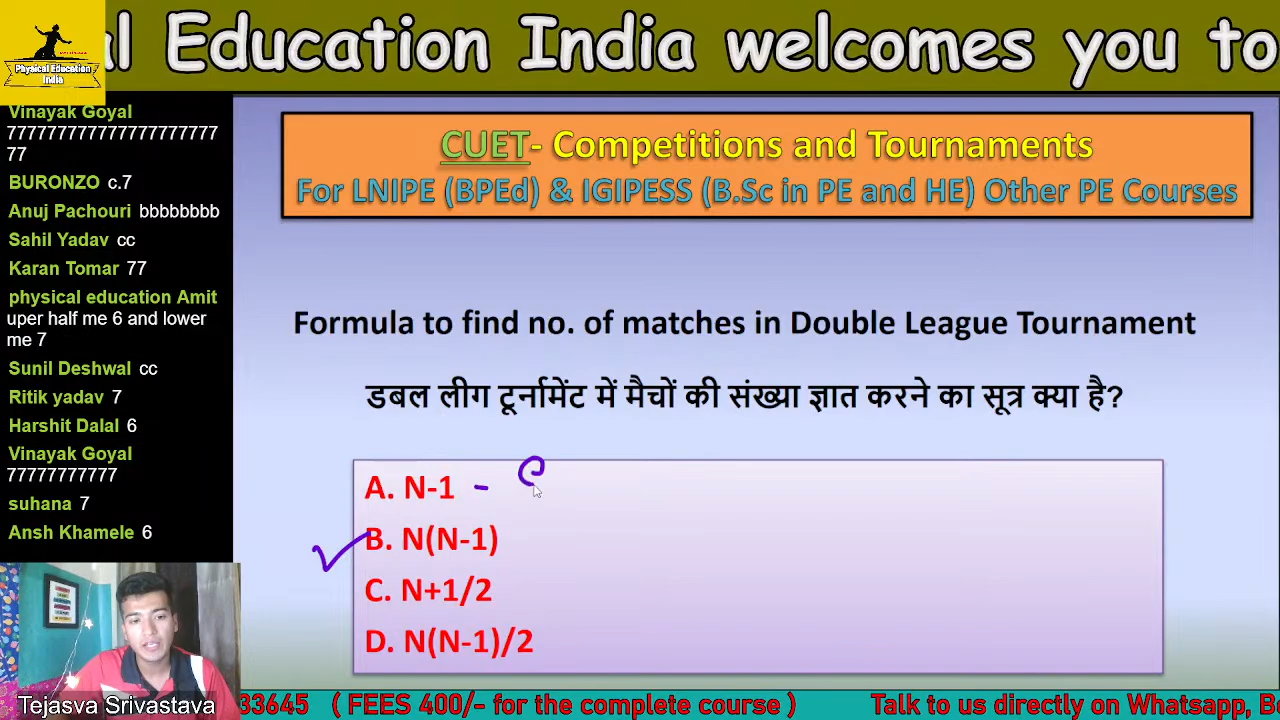 al Education India welcomes you to
Physical Education
India
Vinayak Goyal
777777777777777777777
77
BURONZO c.7
Anuj Pachouri bbbbbbbb
Sahil Yadav cc
Karan Tomar 77
physical education Amit
uper half me 6 and lower
me 7
Sunil Deshwal cc
Ritik yadav 7
Harshit Dalal 6
Vinayak Goyal
77777777777
suhana 7
Ansh Khamele 6
CUET- Competitions and Tournaments
For LNIPE (BPEd) & IGIPESS (B.Sc in PE and HE) Other PE Courses
Formula to find no. of matches in Double League Tournament
डबल लीग टूर्नामेंट में मैचों की संख्या ज्ञात करने का सूत्र क्या है?
A. N-1 -
B. N(N-1)
C. N+1/2
D. N(N-1)/2
Tejasva Srivastava
33645 ( FEES 400/- for the complete course ) Talk to us directly on Whatsapp, Ba